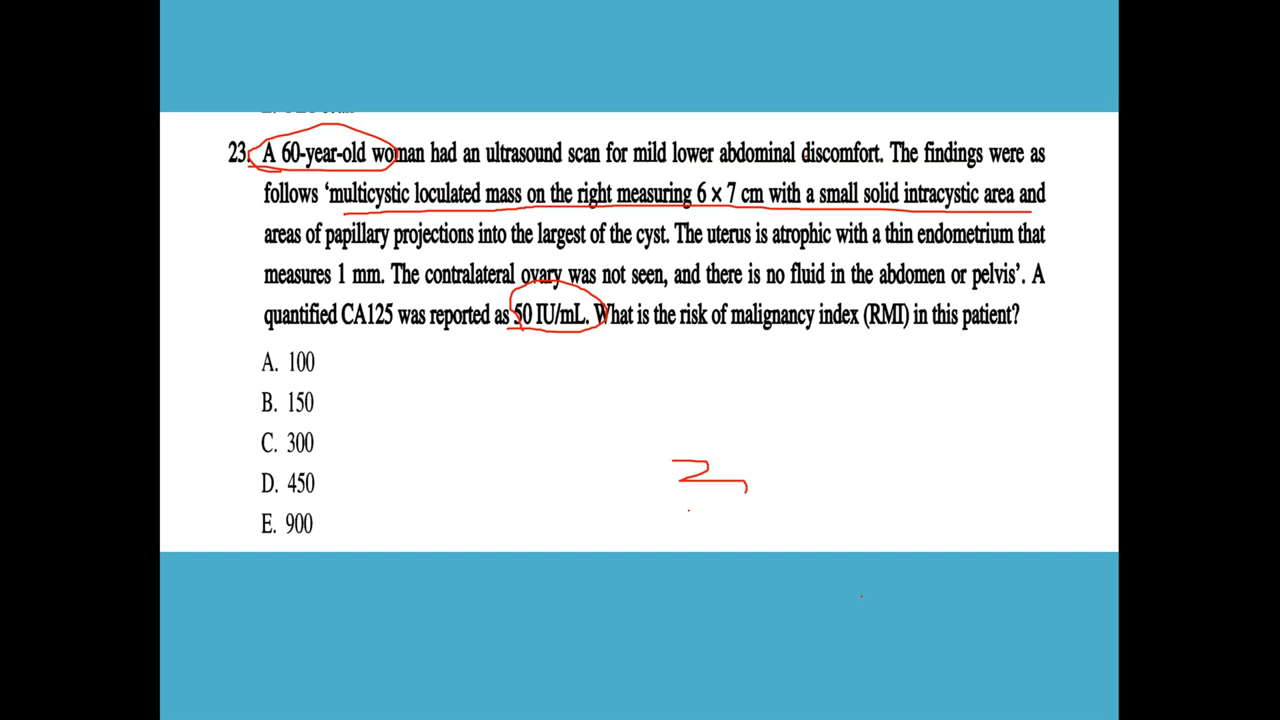 23. A 60-year-old woman had an ultrasound scan for mild lower abdominal discomfort. The findings were as
follows ‘multicystic loculated mass on the right measuring 6 × 7 cm with a small solid intracystic area and
areas of papillary projections into the largest of the cyst. The uterus is atrophic with a thin endometrium that
measures 1 mm. The contralateral ovary was not seen, and there is no fluid in the abdomen or pelvis’. A
quantified CA125 was reported as 50 IU/mL. What is the risk of malignancy index (RMI) in this patient?
A. 100
B. 150
C. 300
D. 450
E. 900